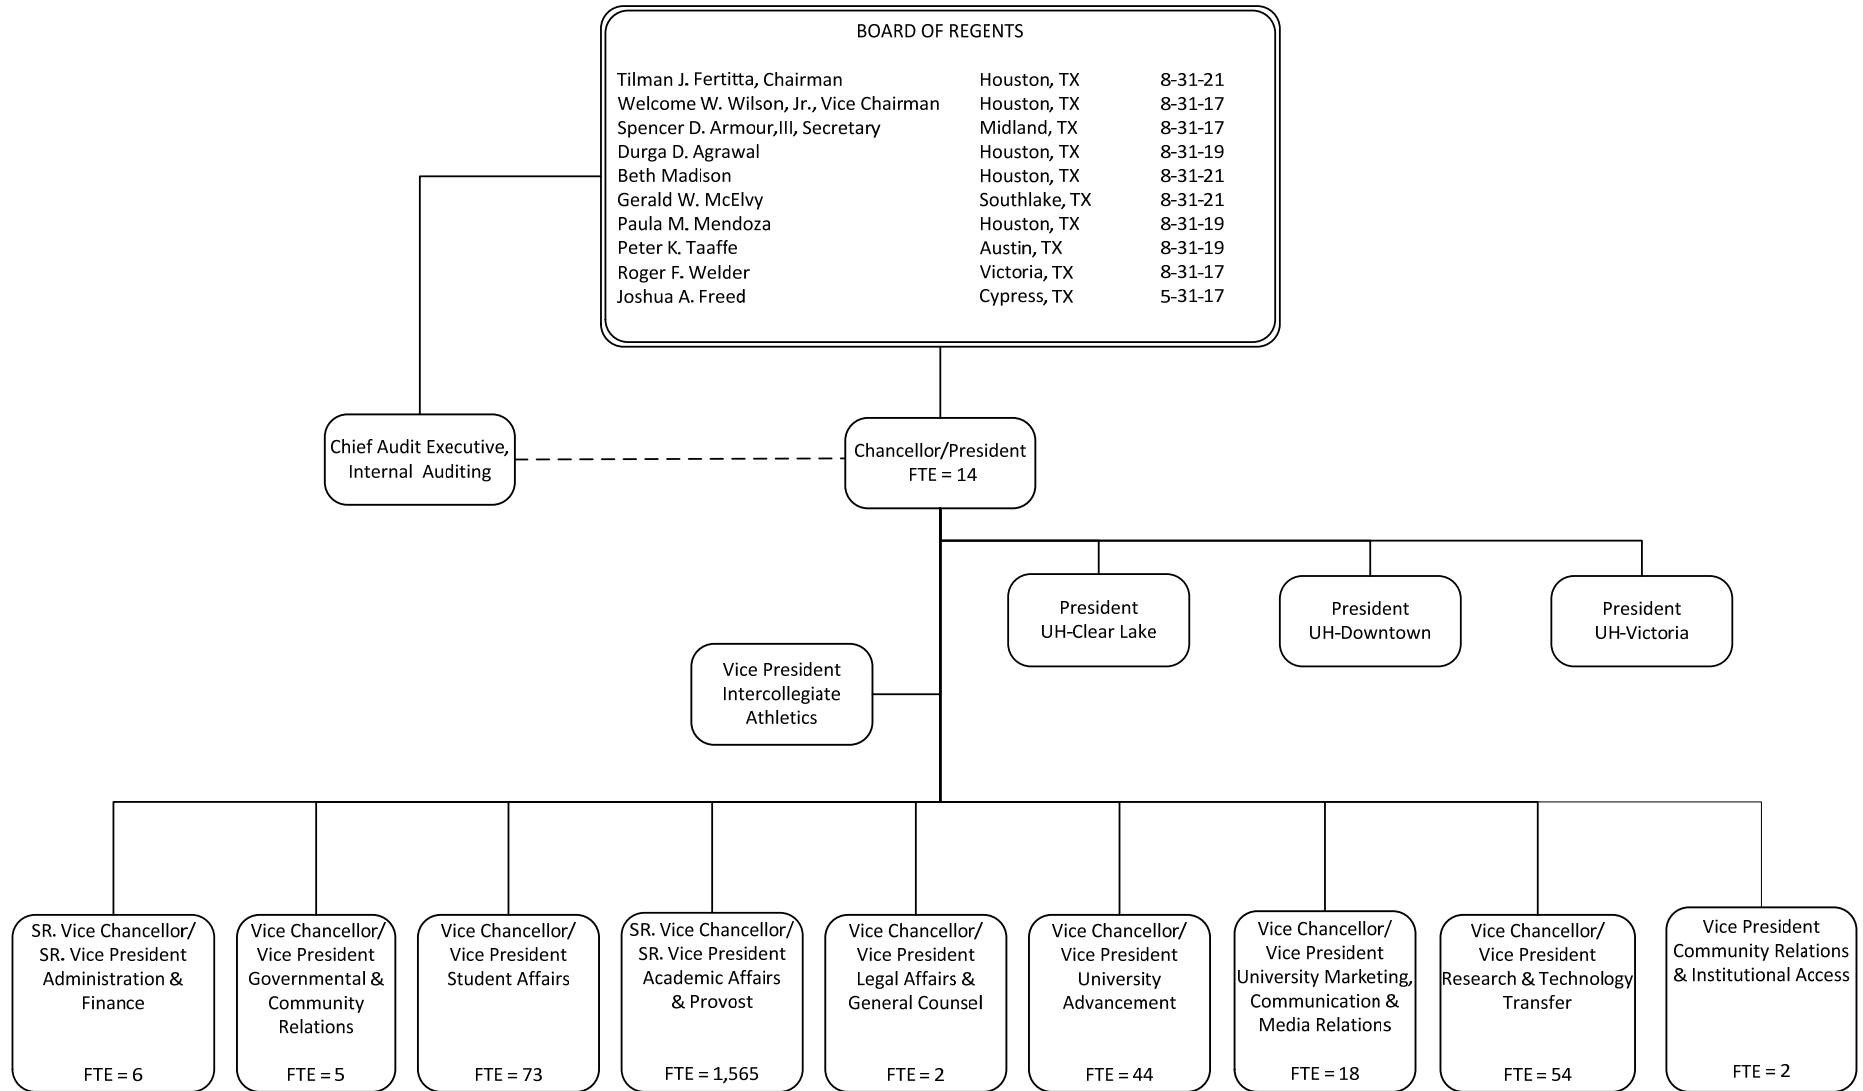 BOARD OF REGENTS
Tilman J. Fertitta, Chairman Houston, TX 8-31-21
Welcome W. Wilson, Jr., Vice Chairman Houston, TX 8-31-17
Spencer D. Armour,III, Secretary Midland, TX 8-31-17
Durga D. Agrawal Houston, TX 8-31-19
Beth Madison Houston, TX 8-31-21
Gerald W. McElvy Southlake, TX 8-31-21
Paula M. Mendoza Houston, TX 8-31-19
Peter K. Taaffe Austin, TX 8-31-19
Roger F. Welder Victoria, TX 8-31-17
Joshua A. Freed Cypress, TX 5-31-17
Chief Audit Executive,
Internal Auditing
Chancellor/President
FTE = 14
President
UH-Clear Lake
President
UH-Downtown
President
UH-Victoria
Vice President
Intercollegiate
Athletics
SR. Vice Chancellor/
SR. Vice President
Administration &
Finance
FTE = 6
Vice Chancellor/
Vice President
Governmental &
Community
Relations
FTE = 5
Vice Chancellor/
Vice President
Student Affairs
FTE = 73
SR. Vice Chancellor/
SR. Vice President
Academic Affairs
& Provost
FTE = 1,565
Vice Chancellor/
Vice President
Legal Affairs &
General Counsel
FTE = 2
Vice Chancellor/
Vice President
University
Advancement
FTE = 44
Vice Chancellor/
Vice President
University Marketing,
Communication &
Media Relations
FTE = 18
Vice Chancellor/
Vice President
Research & Technology
Transfer
FTE = 54
Vice President
Community Relations
& Institutional Access
FTE = 2